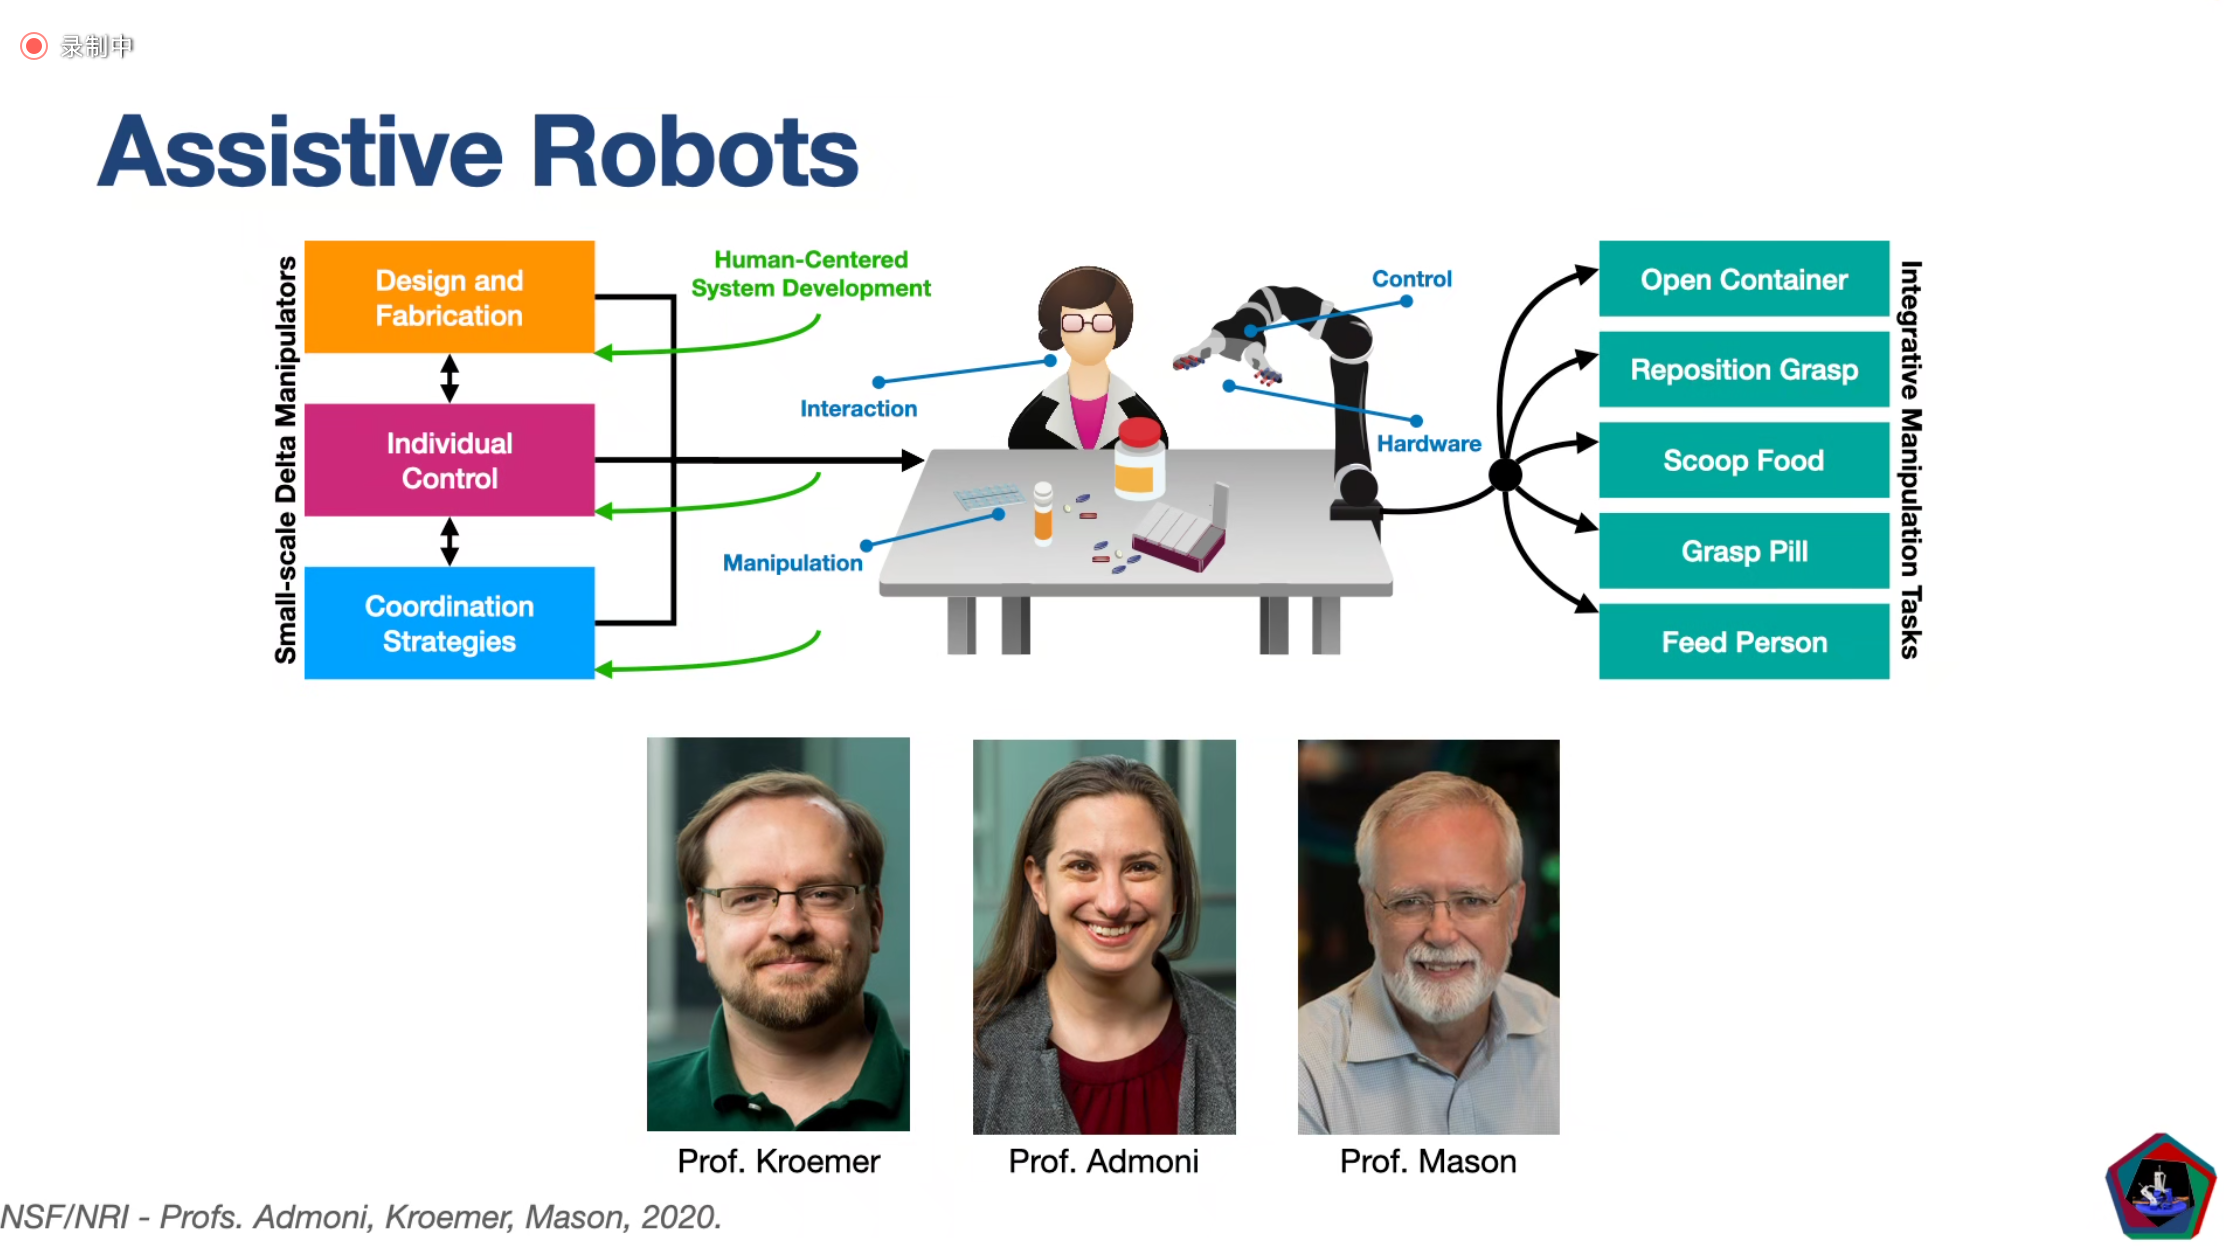 录制中
Assistive Robots
Small-scale Delta Manipulators
Design and
Fabrication
Individual
Control
Coordination
Strategies
Human-Centered
System Development
Interaction
Manipulation
Control
Hardware
Open Container
Reposition Grasp
Scoop Food
Grasp Pill
Feed Person
Integrative Manipulation Tasks
Prof. Kroemer
Prof. Admoni
Prof. Mason
NSF/NRI - Profs. Admoni, Kroemer, Mason, 2020.